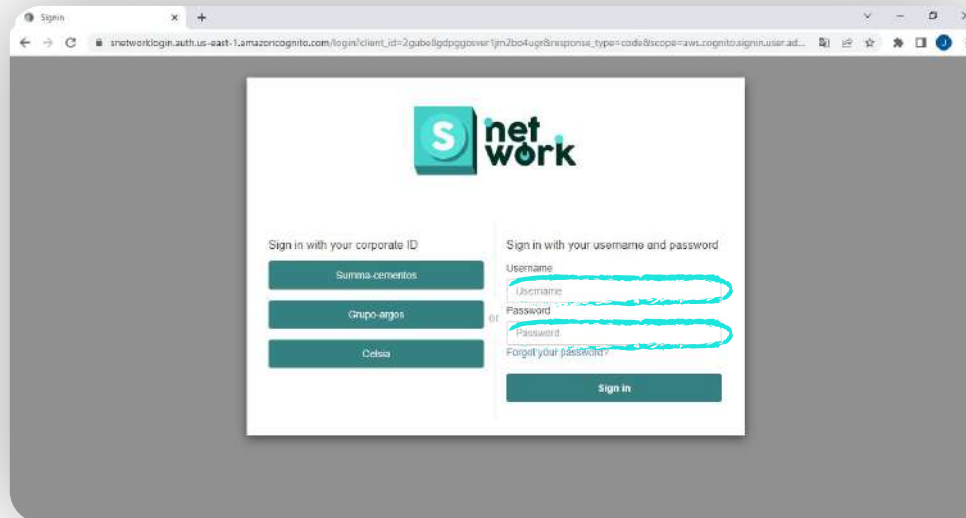 Signin
snetworklogin.auth.us-east-1.amazoncognito.com/login?client_id=2gube8gdpggosver1jm2bo4uqr&response_type=code&scope=aws.cognito.signin.user.ad...
J
S net
work
Sign in with your corporate ID
Summa-cementos
Grupo-argos
Celsia
or
Sign in with your username and password
Username
Username
Password
Password
Forgot your password?
Sign in